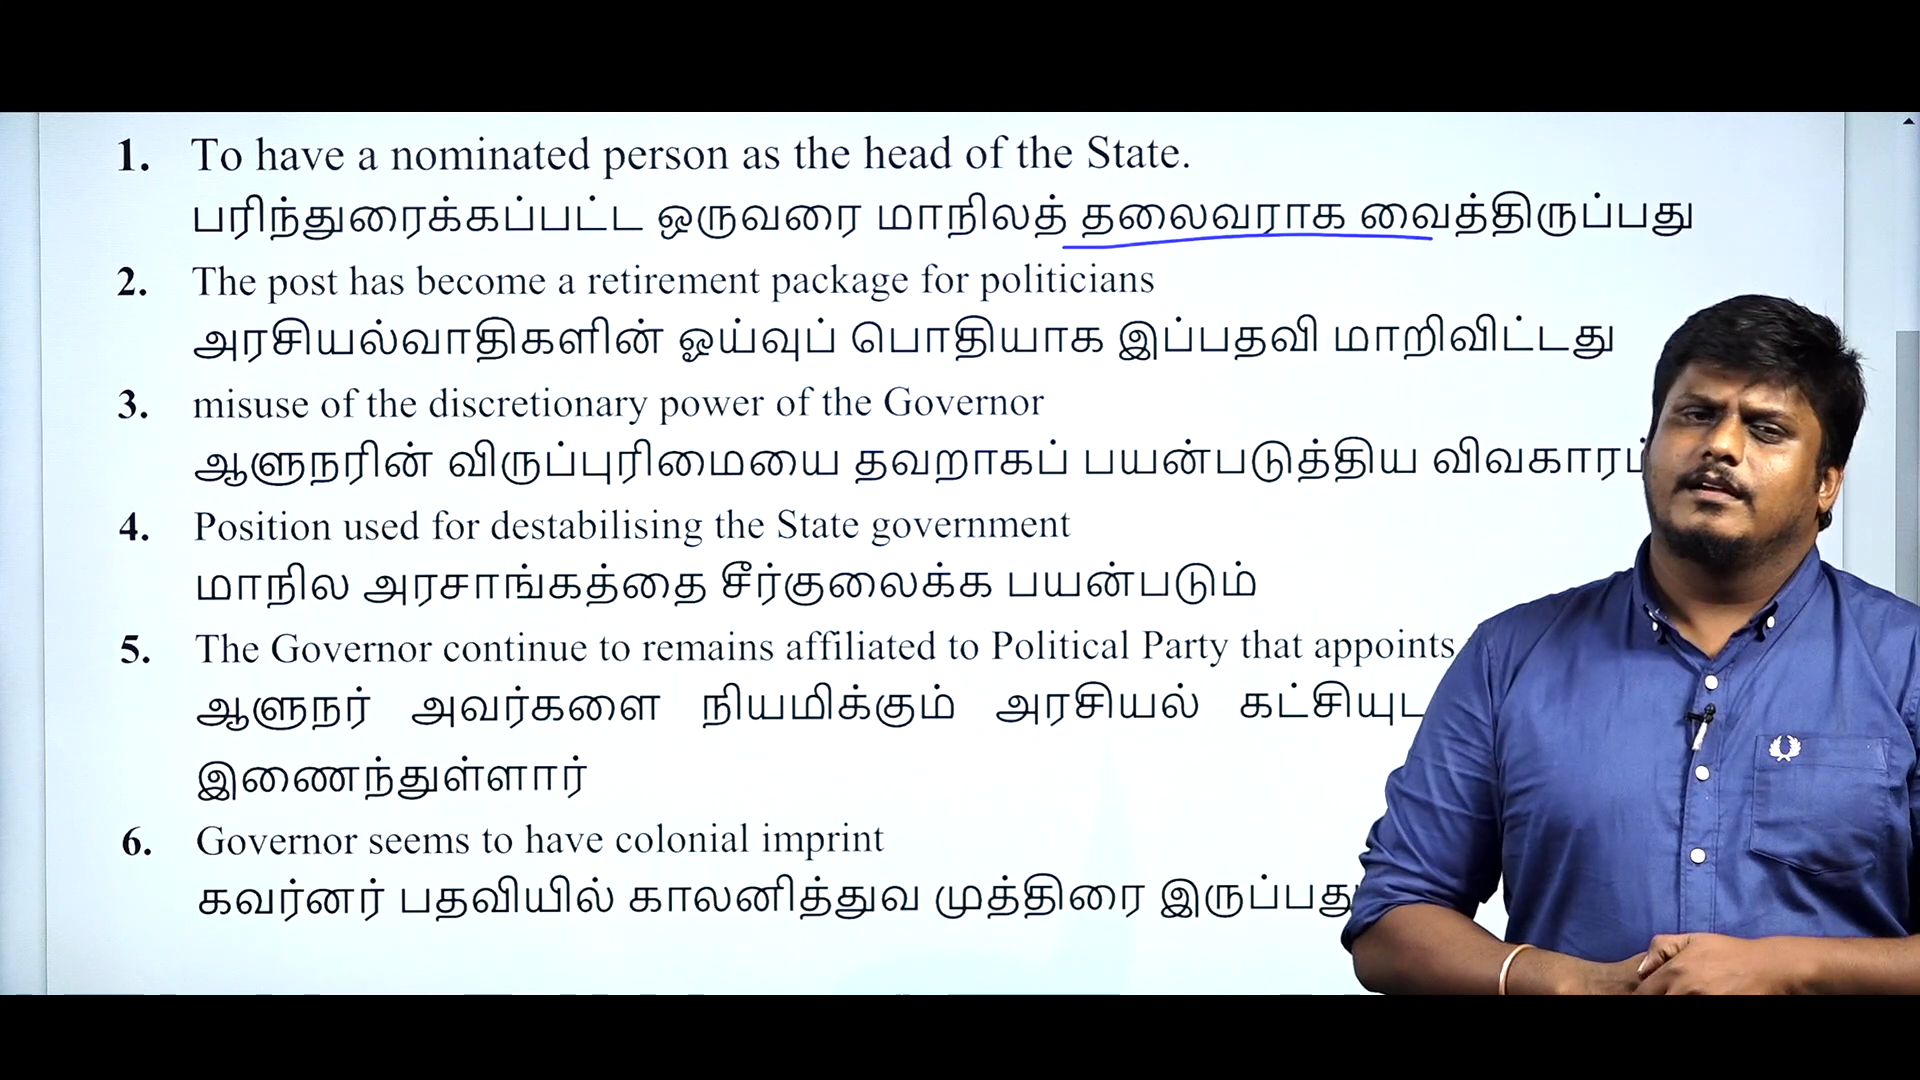 1. To have a nominated person as the head of the State.
பரிந்துரைக்கப்பட்ட ஒருவரை மாநிலத் தலைவராக வைத்திருப்பது
2. The post has become a retirement package for politicians
அரசியல்வாதிகளின் ஓய்வுப் பொதியாக இப்பதவி மாறிவிட்டது
3. misuse of the discretionary power of the Governor
ஆளுநரின் விருப்புரிமையை தவறாகப் பயன்படுத்திய
4. Position used for destabilising the State government
மாநில அரசாங்கத்தை சீர்குலைக்க பயன்படும்
5. The Governor continue to remains affiliated to Political Party that appoints
ஆளுநர் அவர்களை நியமிக்கும் அரசியல்
இணைந்துள்ளார்
6. Governor seems to have colonial imprint
கவர்னர் பதவியில் காலனித்துவ முத்திரை